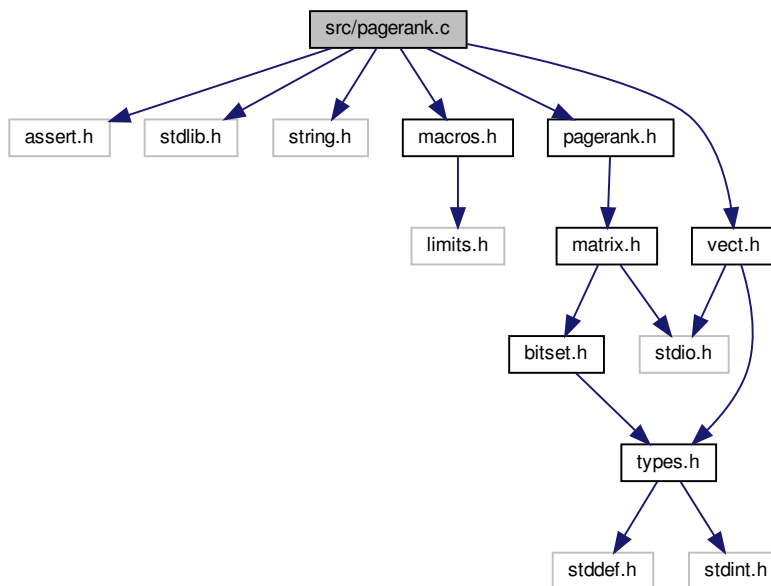 src/pagerank.c
assert.h
stdlib.h
string.h
macros.h
pagerank.h
limits.h
matrix.h
vect.h
bitset.h
stdio.h
types.h
stddef.h
stdint.h